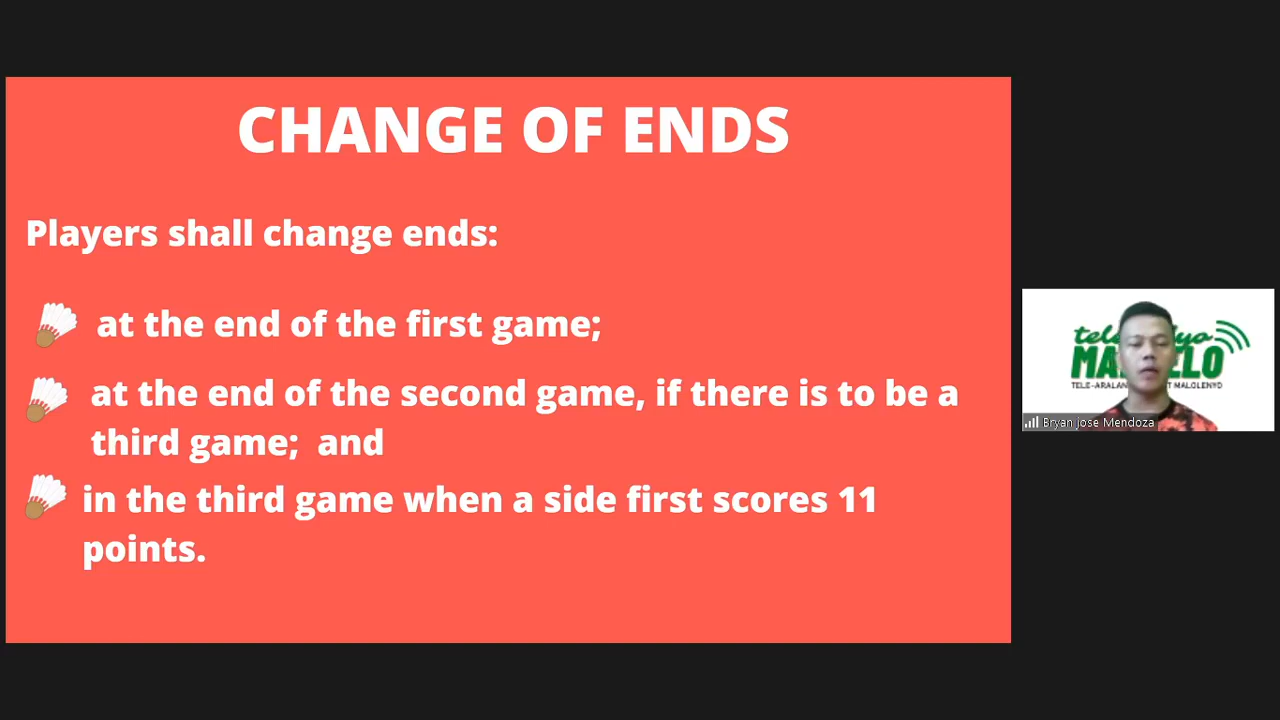 CHANGE OF ENDS
Players shall change ends:
at the end of the first game;
at the end of the second game, if there is to be a
third game; and
in the third game when a side first scores 11
points.
Bryan jose Mendoza